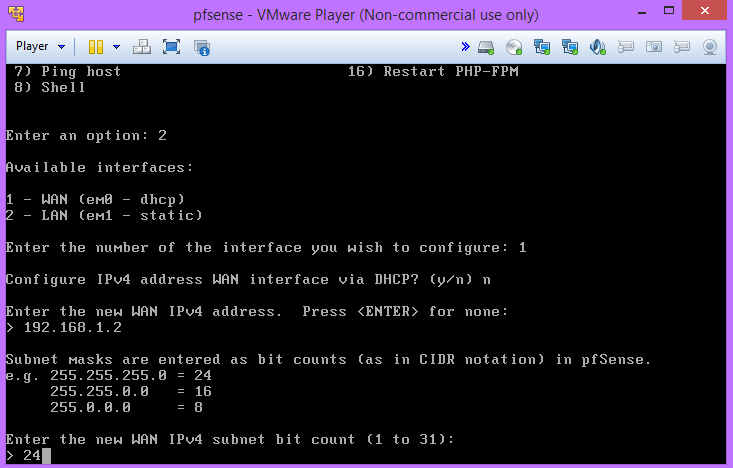 pfsense - VMware Player (Non-commercial use only)
Player
7) Ping host 16) Restart PHP-FPM
8) Shell
Enter an option: 2
Available interfaces:
1 - WAN (em0 - dhcp)
2 - LAN (em1 - static)
Enter the number of the interface you wish to configure: 1
Configure IPv4 address WAN interface via DHCP? (y/n) n
Enter the new WAN IPv4 address.  Press <ENTER> for none:
> 192.168.1.2
Subnet masks are entered as bit counts (as in CIDR notation) in pfSense.
e.g. 255.255.255.0 = 24
255.255.0.0 = 16
255.0.0.0 = 8
Enter the new WAN IPv4 subnet bit count (1 to 31):
> 24